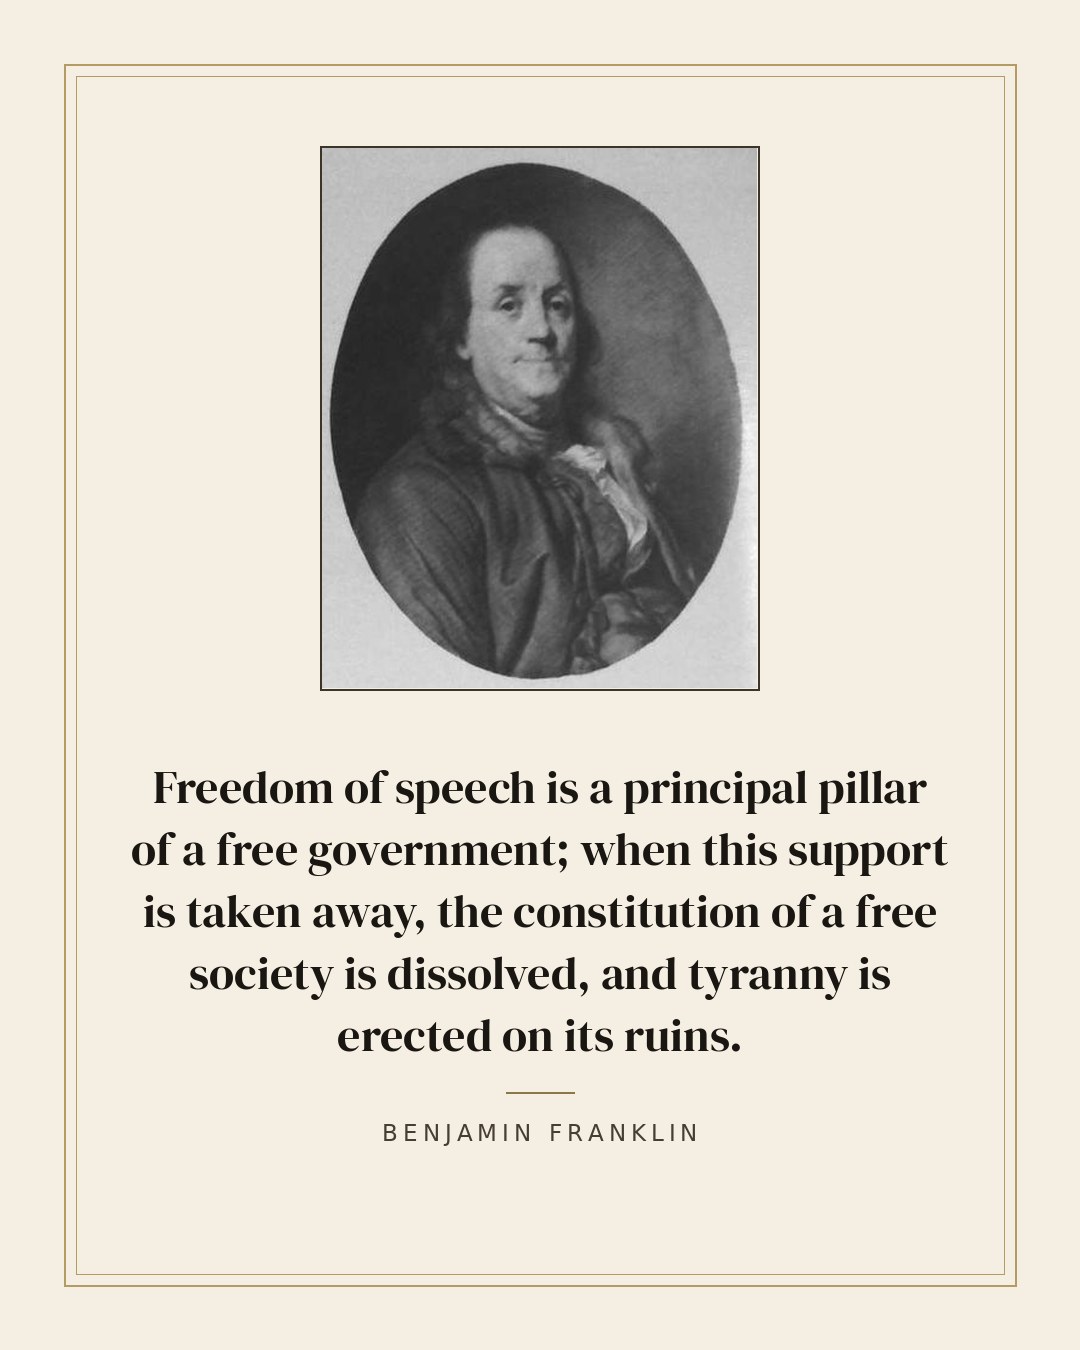 Freedom of speech is a principal pillar
of a free government; when this support
is taken away, the constitution of a free
society is dissolved, and tyranny is
erected on its ruins.
BENJAMIN FRANKLIN